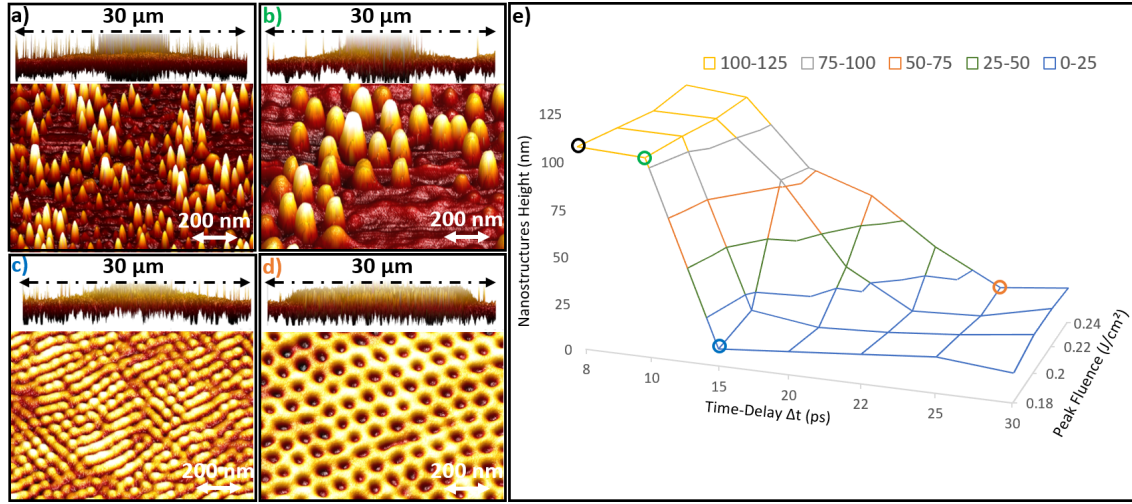 a)
30 µm
200 nm
b)
30 µm
200 nm
c)
30 µm
200 nm
d)
30 µm
200 nm
e)
100-125 75-100 50-75 25-50 0-25
Nanostructures Height (nm)
125
100
75
50
25
0
8 10 15 20 22 25 30
Time-Delay Δt (ps)
0.24
0.22
0.2
0.18
Peak Fluence (J/cm²)